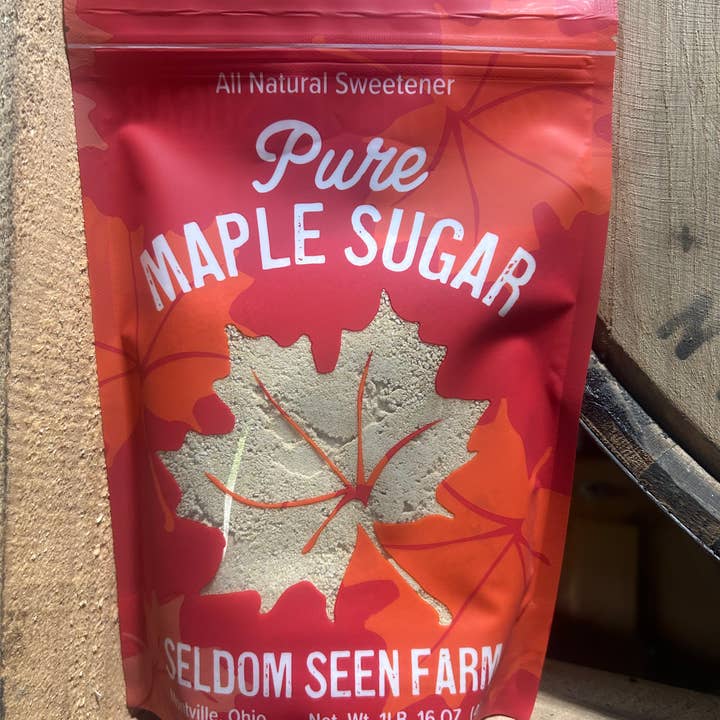 All Natural Sweetener
Pure
MAPLE SUGAR
SELDOM SEEN FARM
Ohio Net. Wt. 1LB, 16 OZ